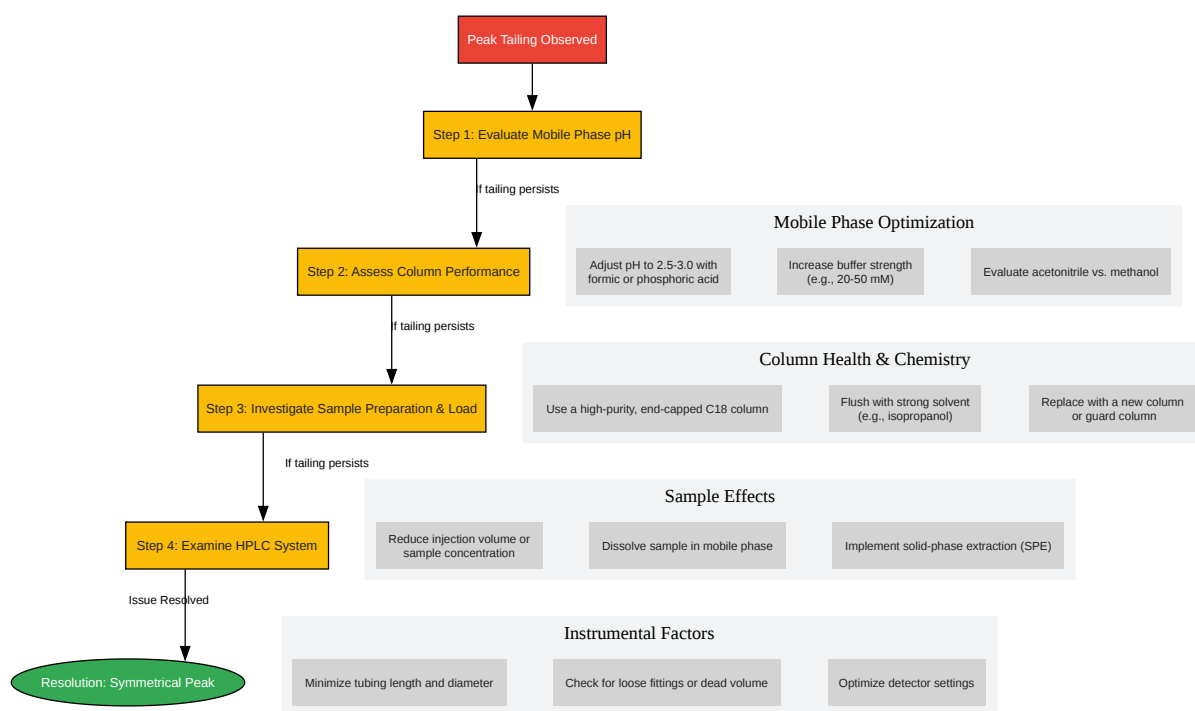 Peak Tailing Observed
Step 1: Evaluate Mobile Phase pH
If tailing persists
Mobile Phase Optimization
Step 2: Assess Column Performance
Adjust pH to 2.5-3.0 with
formic or phosphoric acid
Increase buffer strength
(e.g., 20-50 mM)
Evaluate acetonitrile vs. methanol
If tailing persists
Column Health & Chemistry
Step 3: Investigate Sample Preparation & Load
Use a high-purity, end-capped C18 column
Flush with strong solvent
(e.g., isopropanol)
Replace with a new column
or guard column
If tailing persists
Sample Effects
Step 4: Examine HPLC System
Reduce injection volume or
sample concentration
Dissolve sample in mobile phase
Implement solid-phase extraction (SPE)
Issue Resolved
Instrumental Factors
Resolution: Symmetrical Peak
Minimize tubing length and diameter
Check for loose fittings or dead volume
Optimize detector settings